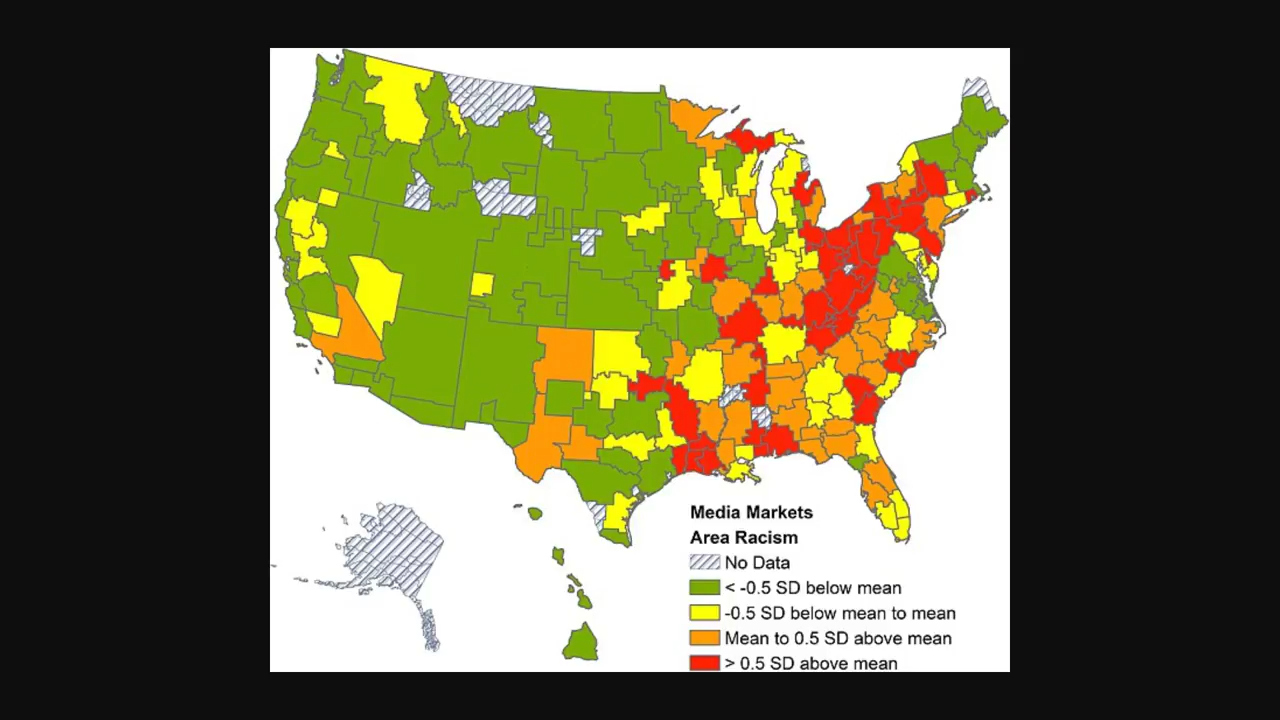 Media Markets
Area Racism
No Data
< -0.5 SD below mean
-0.5 SD below mean to mean
Mean to 0.5 SD above mean
> 0.5 SD above mean